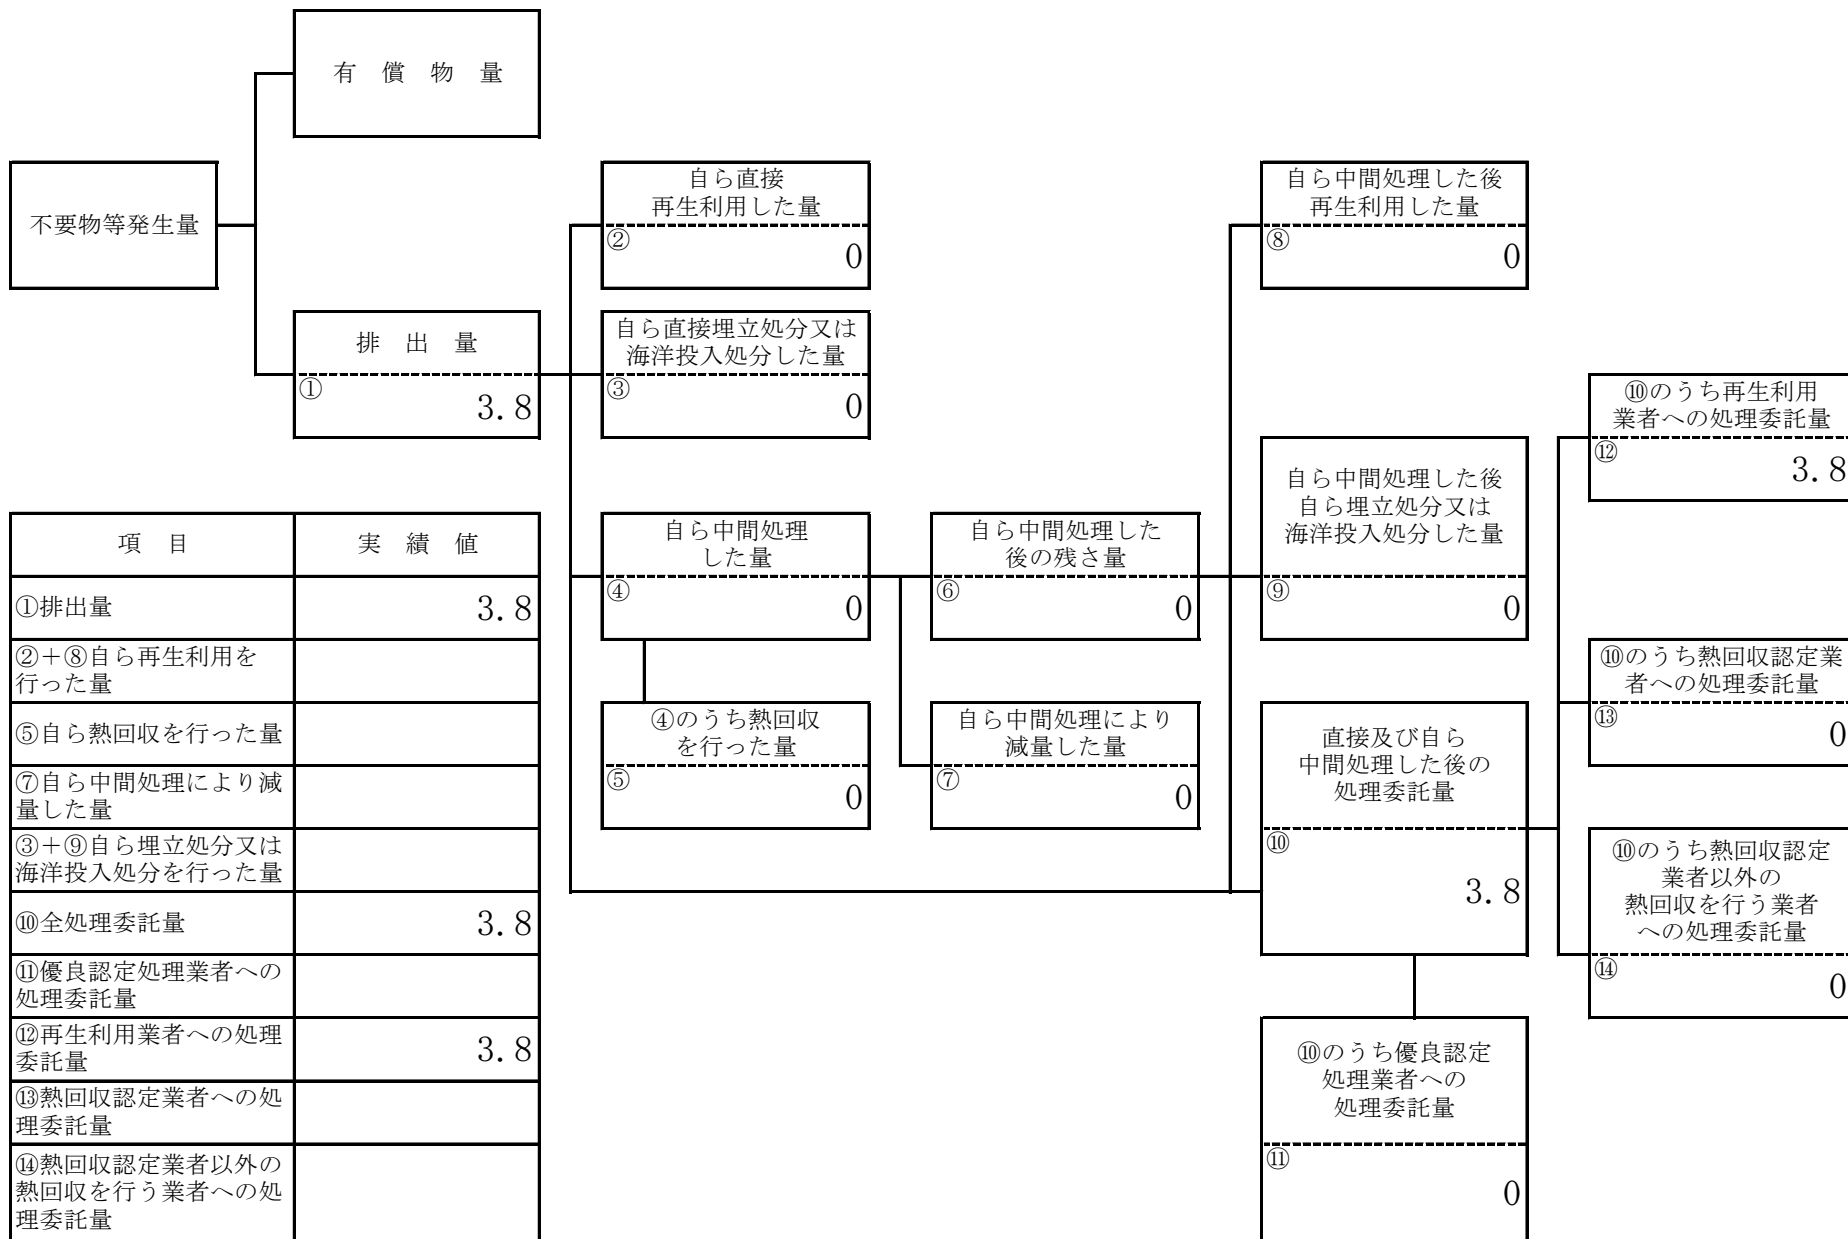 有 償 物 量
不要物等発生量
排 出 量
①
3.8
自ら直接
再生利用した量
②
0
自ら直接埋立処分又は
海洋投入処分した量
③
0
自ら中間処理
した量
④
0
④のうち熱回収
を行った量
⑤
0
自ら中間処理した
後の残さ量
⑥
0
自ら中間処理により
減量した量
⑦
0
自ら中間処理した後
再生利用した量
⑧
0
自ら中間処理した後
自ら埋立処分又は
海洋投入処分した量
⑨
0
直接及び自ら
中間処理した後の
処理委託量
⑩
3.8
⑩のうち優良認定
処理業者への
処理委託量
⑪
0
⑩のうち再生利用
業者への処理委託量
⑫
3.8
⑩のうち熱回収認定業
者への処理委託量
⑬
0
⑩のうち熱回収認定
業者以外の
熱回収を行う業者
への処理委託量
⑭
0
項 目 実 績 値
①排出量 3.8
②＋⑧自ら再生利用を
行った量
⑤自ら熱回収を行った量
⑦自ら中間処理により減
量した量
③＋⑨自ら埋立処分又は
海洋投入処分を行った量
⑩全処理委託量 3.8
⑪優良認定処理業者への
処理委託量
⑫再生利用業者への処理
委託量 3.8
⑬熱回収認定業者への処
理委託量
⑭熱回収認定業者以外の
熱回収を行う業者への処
理委託量